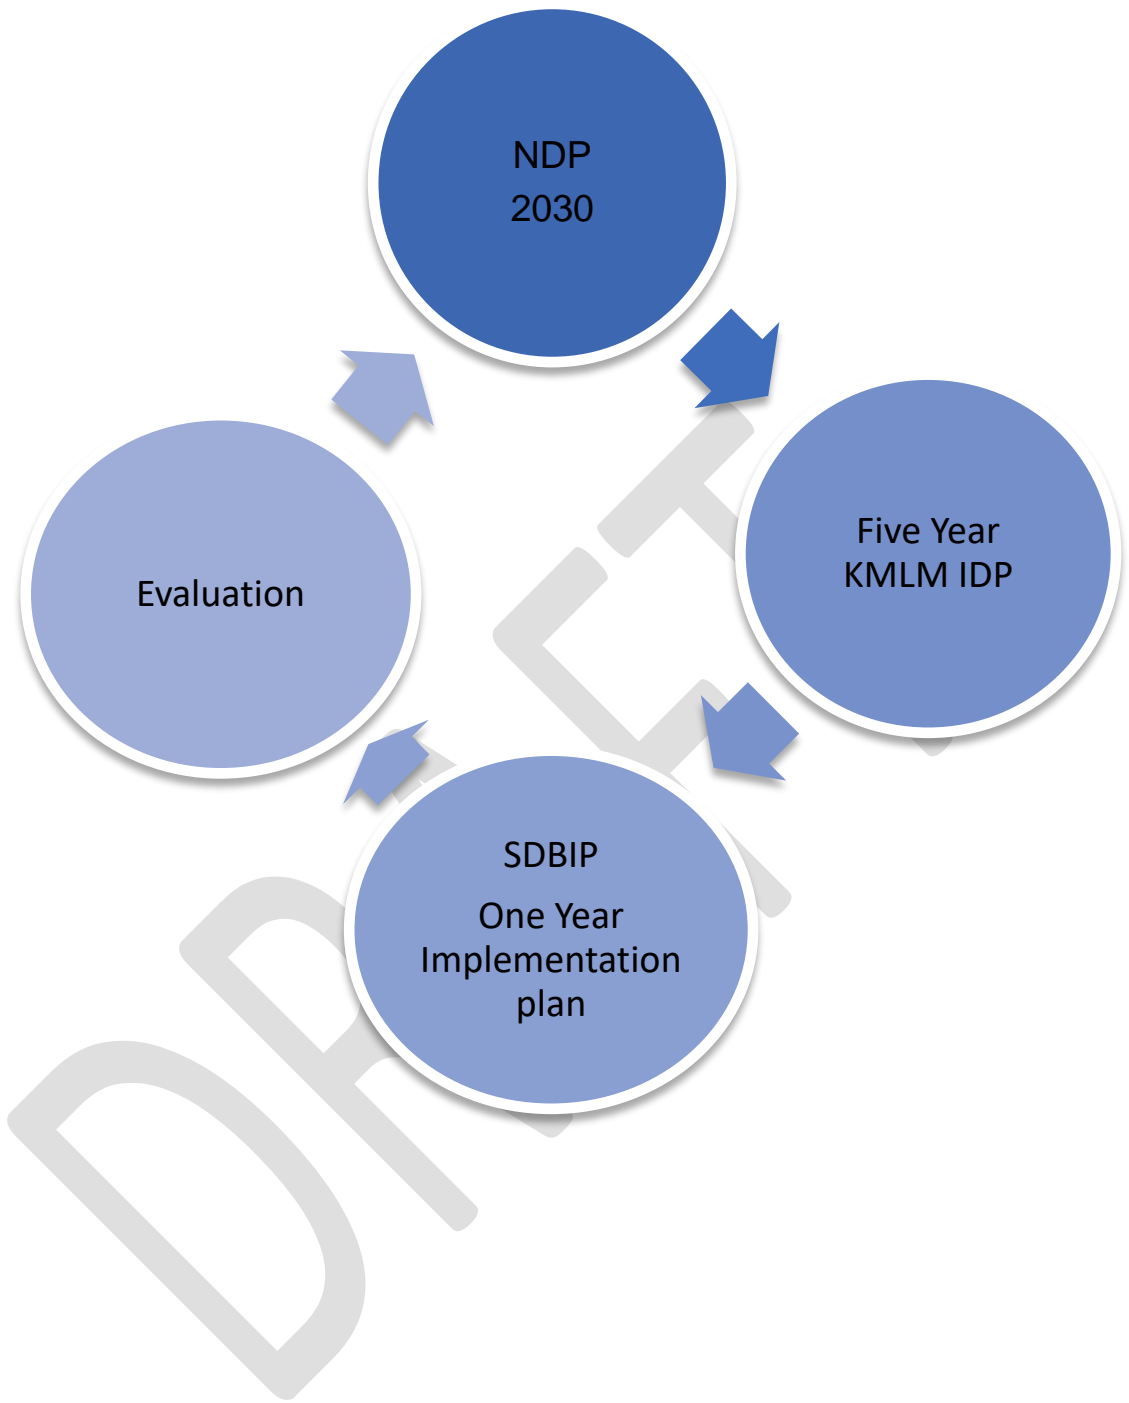 NDP
2030
Five Year
KMLM IDP
SDBIP
One Year
Implementation
plan
Evaluation
DRAFT